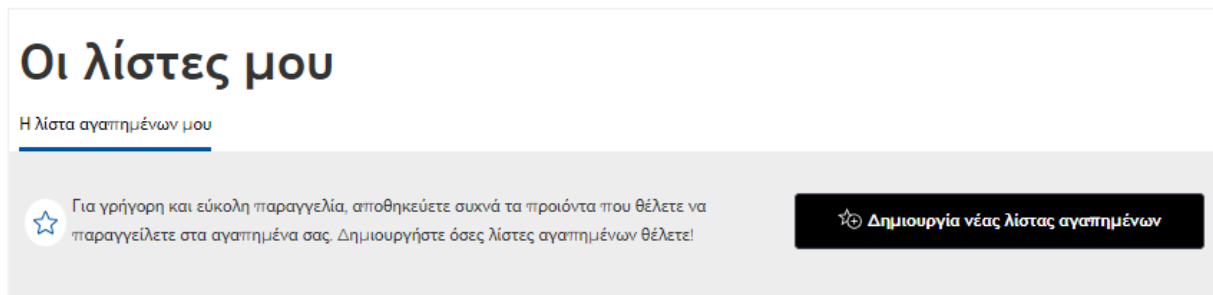 Οι λίστες μου
Η λίστα αγαπημένων μου
Για γρήγορη και εύκολη παραγγελία, αποθηκεύετε συχνά τα προιόντα που θέλετε να
παραγγείλετε στα αγαπημένα σας. Δημιουργήστε όσες λίστες αγαπημένων θέλετε!
Δημιουργία νέας λίστας αγαπημένων